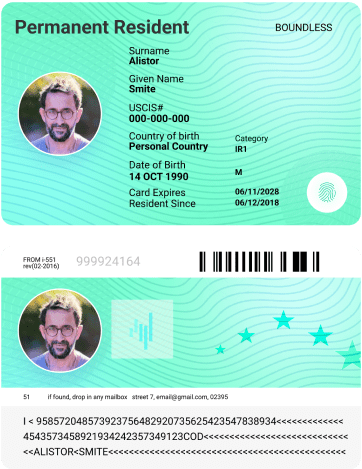 Permanent Resident
BOUNDLESS
Surname
Alistor
Given Name
Smite
USCIS#
000-000-000
Country of birth
Personal Country
Category
IR1
Date of Birth
14 OCT 1990
M
Card Expires 06/11/2028
Resident Since 06/12/2018
FROM i-551
rev(02-2016)
999924164
51 If found, drop in any mailbox street 7, email@gmail.com, 02395
I < 958572048573923756482920735625423547838934<<<<<<<<<<<<<
4543573458921934242357349123COD<<<<<<<<<<<<<<<<<<<<<<<<<<<
<<ALISTOR<SMITE<<<<<<<<<<<<<<<<<<<<<<<<<<<<<<<<<<<<<<<<<<<